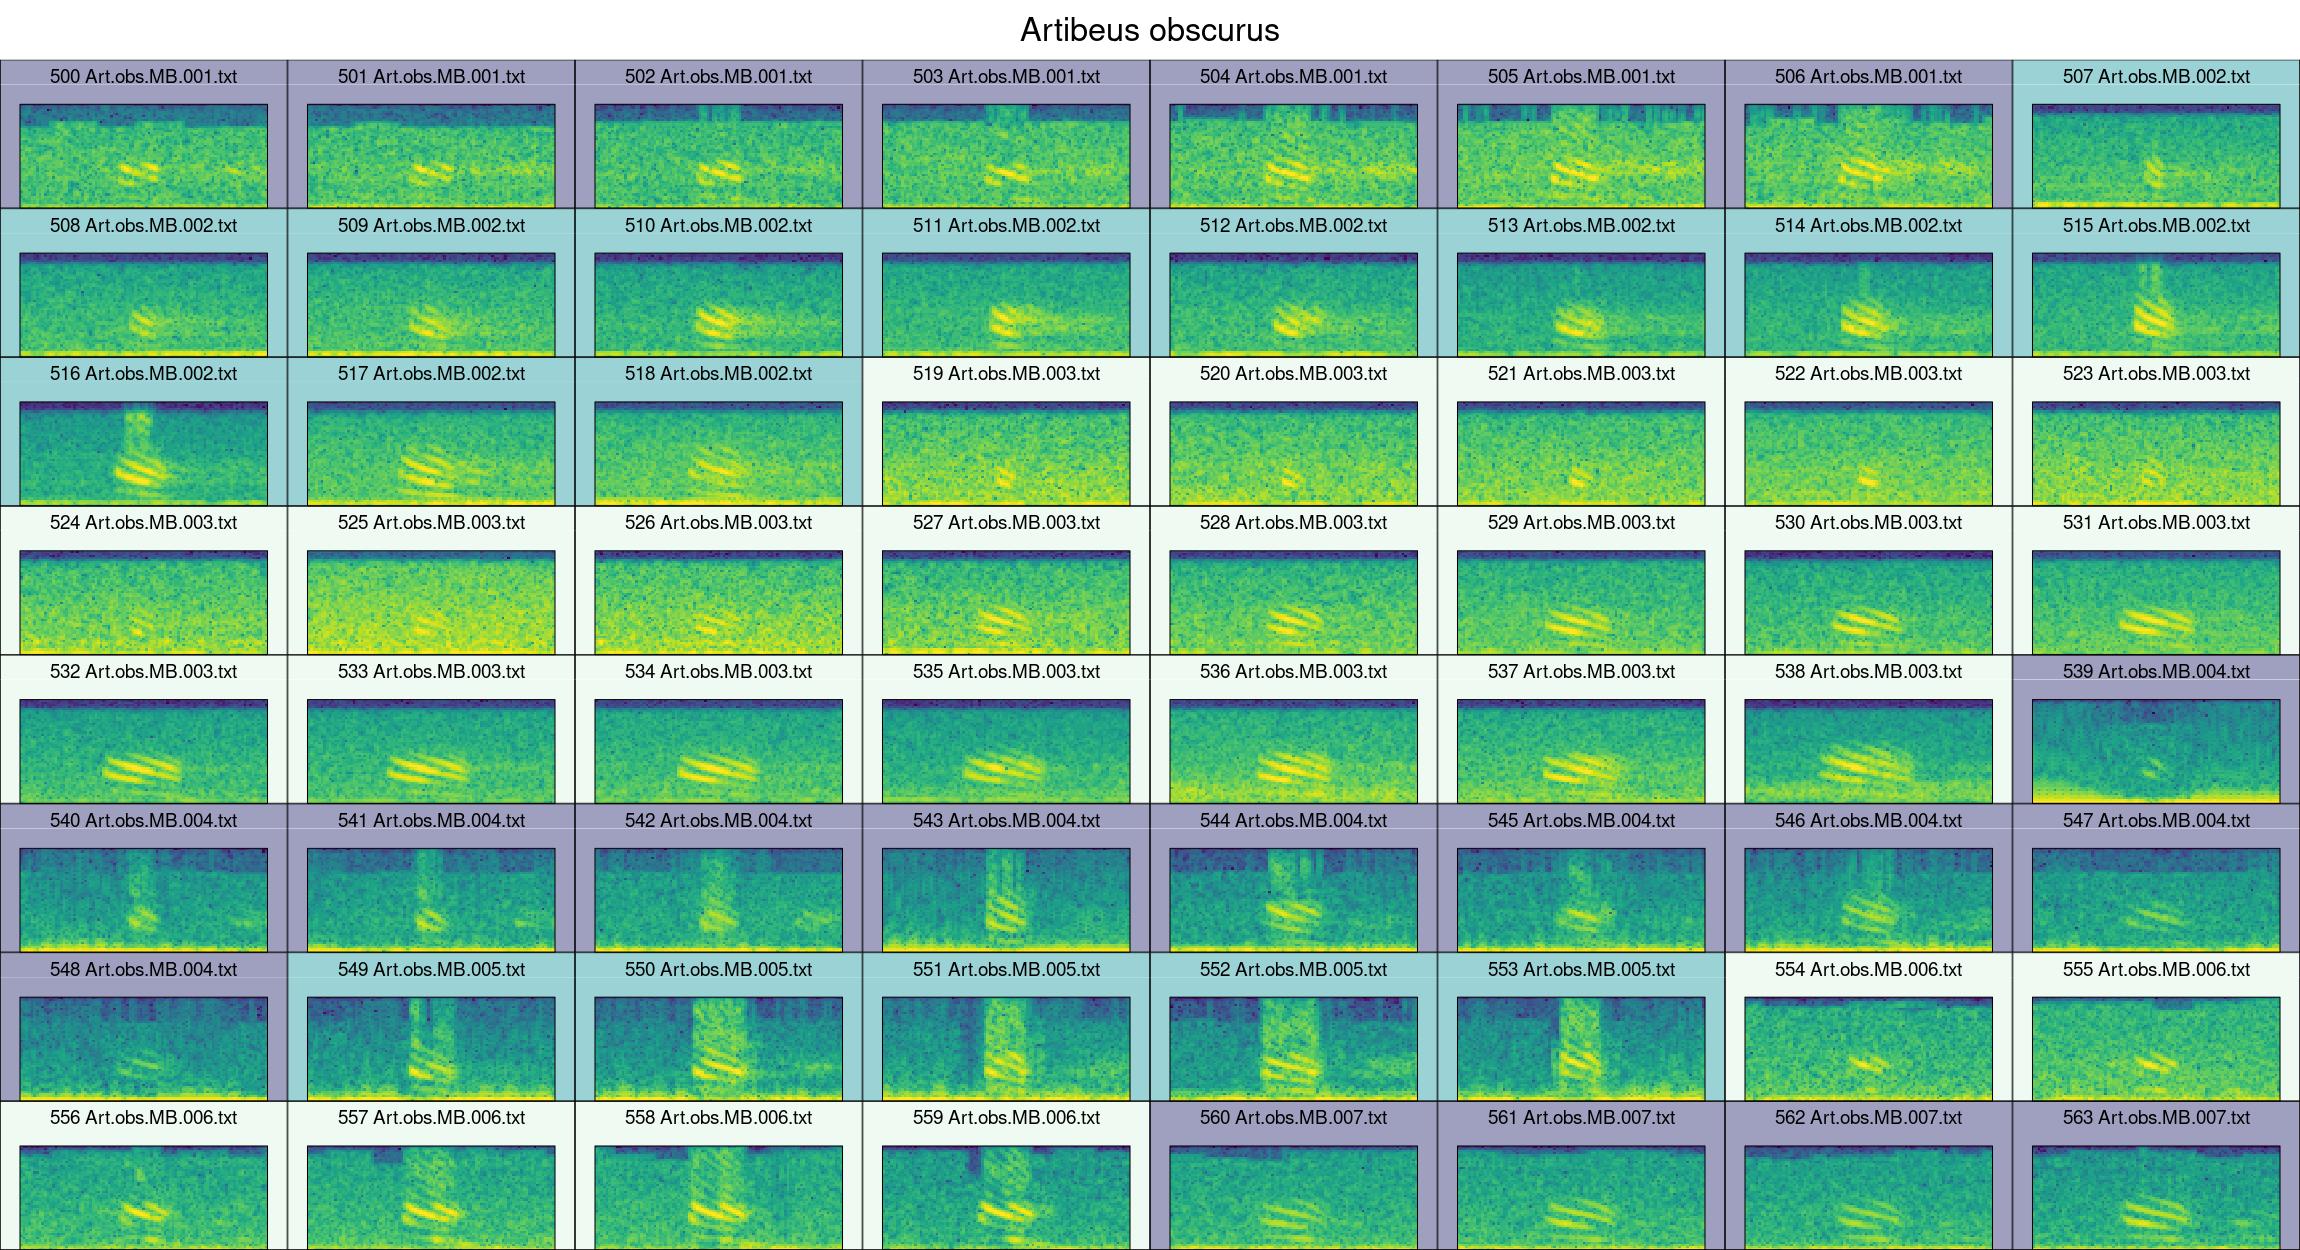 Artibeus obscurus
500 Art.obs.MB.001.txt 501 Art.obs.MB.001.txt 502 Art.obs.MB.001.txt 503 Art.obs.MB.001.txt 504 Art.obs.MB.001.txt 505 Art.obs.MB.001.txt 506 Art.obs.MB.001.txt 507 Art.obs.MB.002.txt
508 Art.obs.MB.002.txt 509 Art.obs.MB.002.txt 510 Art.obs.MB.002.txt 511 Art.obs.MB.002.txt 512 Art.obs.MB.002.txt 513 Art.obs.MB.002.txt 514 Art.obs.MB.002.txt 515 Art.obs.MB.002.txt
516 Art.obs.MB.002.txt 517 Art.obs.MB.002.txt 518 Art.obs.MB.002.txt 519 Art.obs.MB.003.txt 520 Art.obs.MB.003.txt 521 Art.obs.MB.003.txt 522 Art.obs.MB.003.txt 523 Art.obs.MB.003.txt
524 Art.obs.MB.003.txt 525 Art.obs.MB.003.txt 526 Art.obs.MB.003.txt 527 Art.obs.MB.003.txt 528 Art.obs.MB.003.txt 529 Art.obs.MB.003.txt 530 Art.obs.MB.003.txt 531 Art.obs.MB.003.txt
532 Art.obs.MB.003.txt 533 Art.obs.MB.003.txt 534 Art.obs.MB.003.txt 535 Art.obs.MB.003.txt 536 Art.obs.MB.003.txt 537 Art.obs.MB.003.txt 538 Art.obs.MB.003.txt 539 Art.obs.MB.004.txt
540 Art.obs.MB.004.txt 541 Art.obs.MB.004.txt 542 Art.obs.MB.004.txt 543 Art.obs.MB.004.txt 544 Art.obs.MB.004.txt 545 Art.obs.MB.004.txt 546 Art.obs.MB.004.txt 547 Art.obs.MB.004.txt
548 Art.obs.MB.004.txt 549 Art.obs.MB.005.txt 550 Art.obs.MB.005.txt 551 Art.obs.MB.005.txt 552 Art.obs.MB.005.txt 553 Art.obs.MB.005.txt 554 Art.obs.MB.006.txt 555 Art.obs.MB.006.txt
556 Art.obs.MB.006.txt 557 Art.obs.MB.006.txt 558 Art.obs.MB.006.txt 559 Art.obs.MB.006.txt 560 Art.obs.MB.007.txt 561 Art.obs.MB.007.txt 562 Art.obs.MB.007.txt 563 Art.obs.MB.007.txt